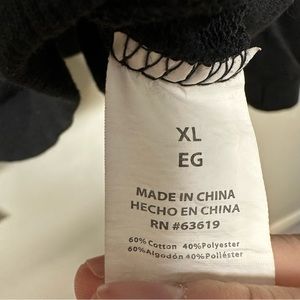 XL
EG
MADE IN CHINA
HECHO EN CHINA
RN #63619
60% Cotton 40%Polyester
60%Algodón 40%Poliéster